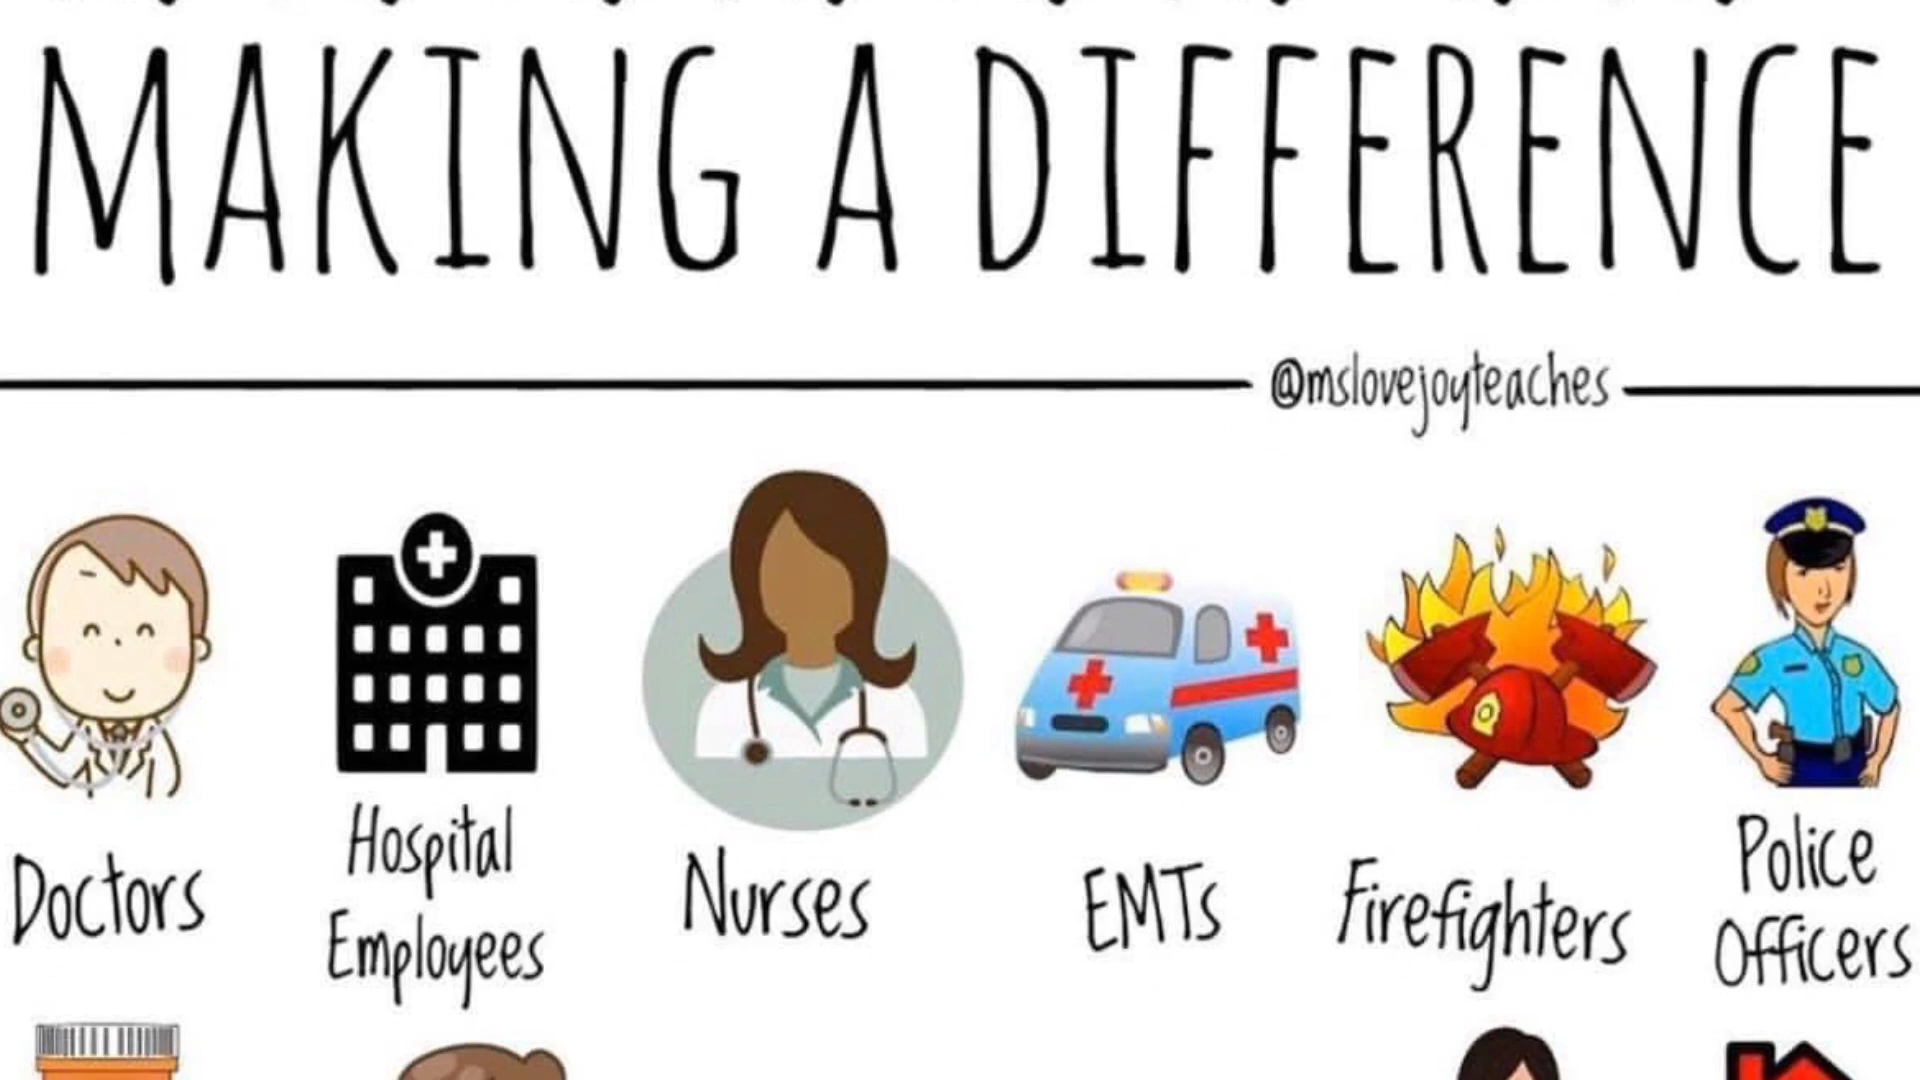 MAKING A DIFFERENCE
@mslovejoyteaches
Doctors
Hospital
Employees
Nurses
EMTs
Firefighters
Police
Officers